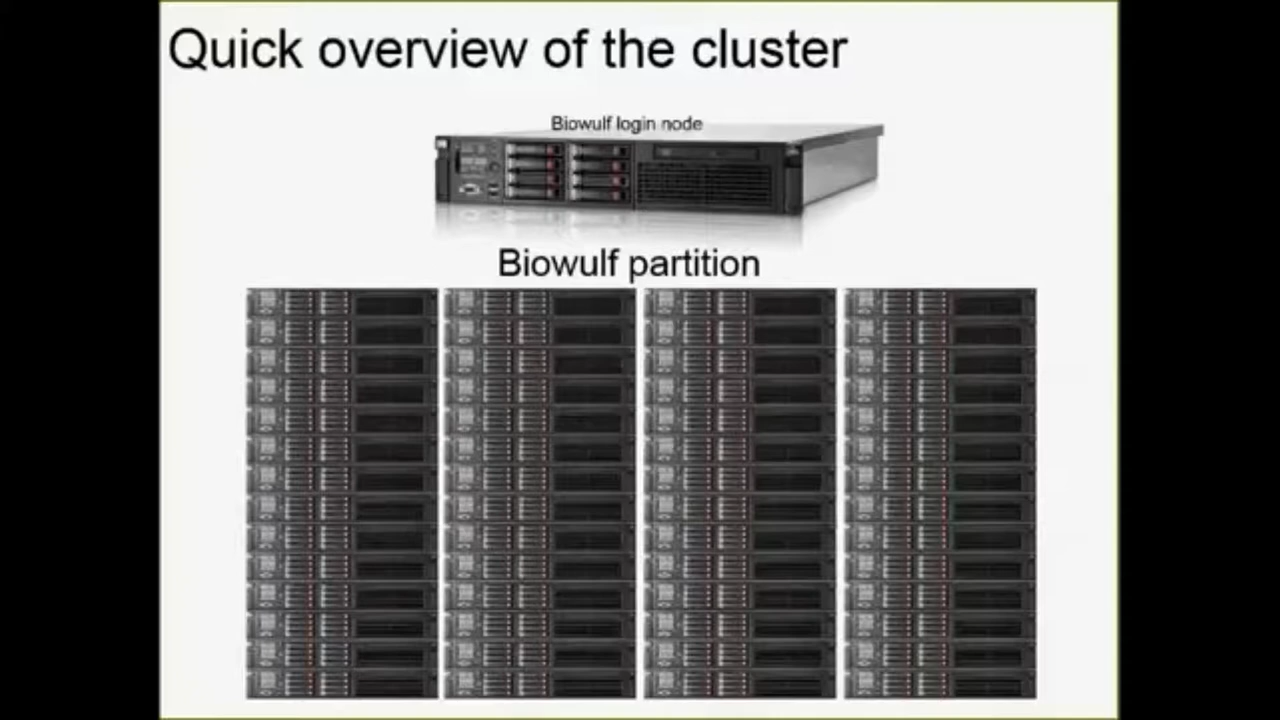 Quick overview of the cluster
Biowulf login node
Biowulf partition